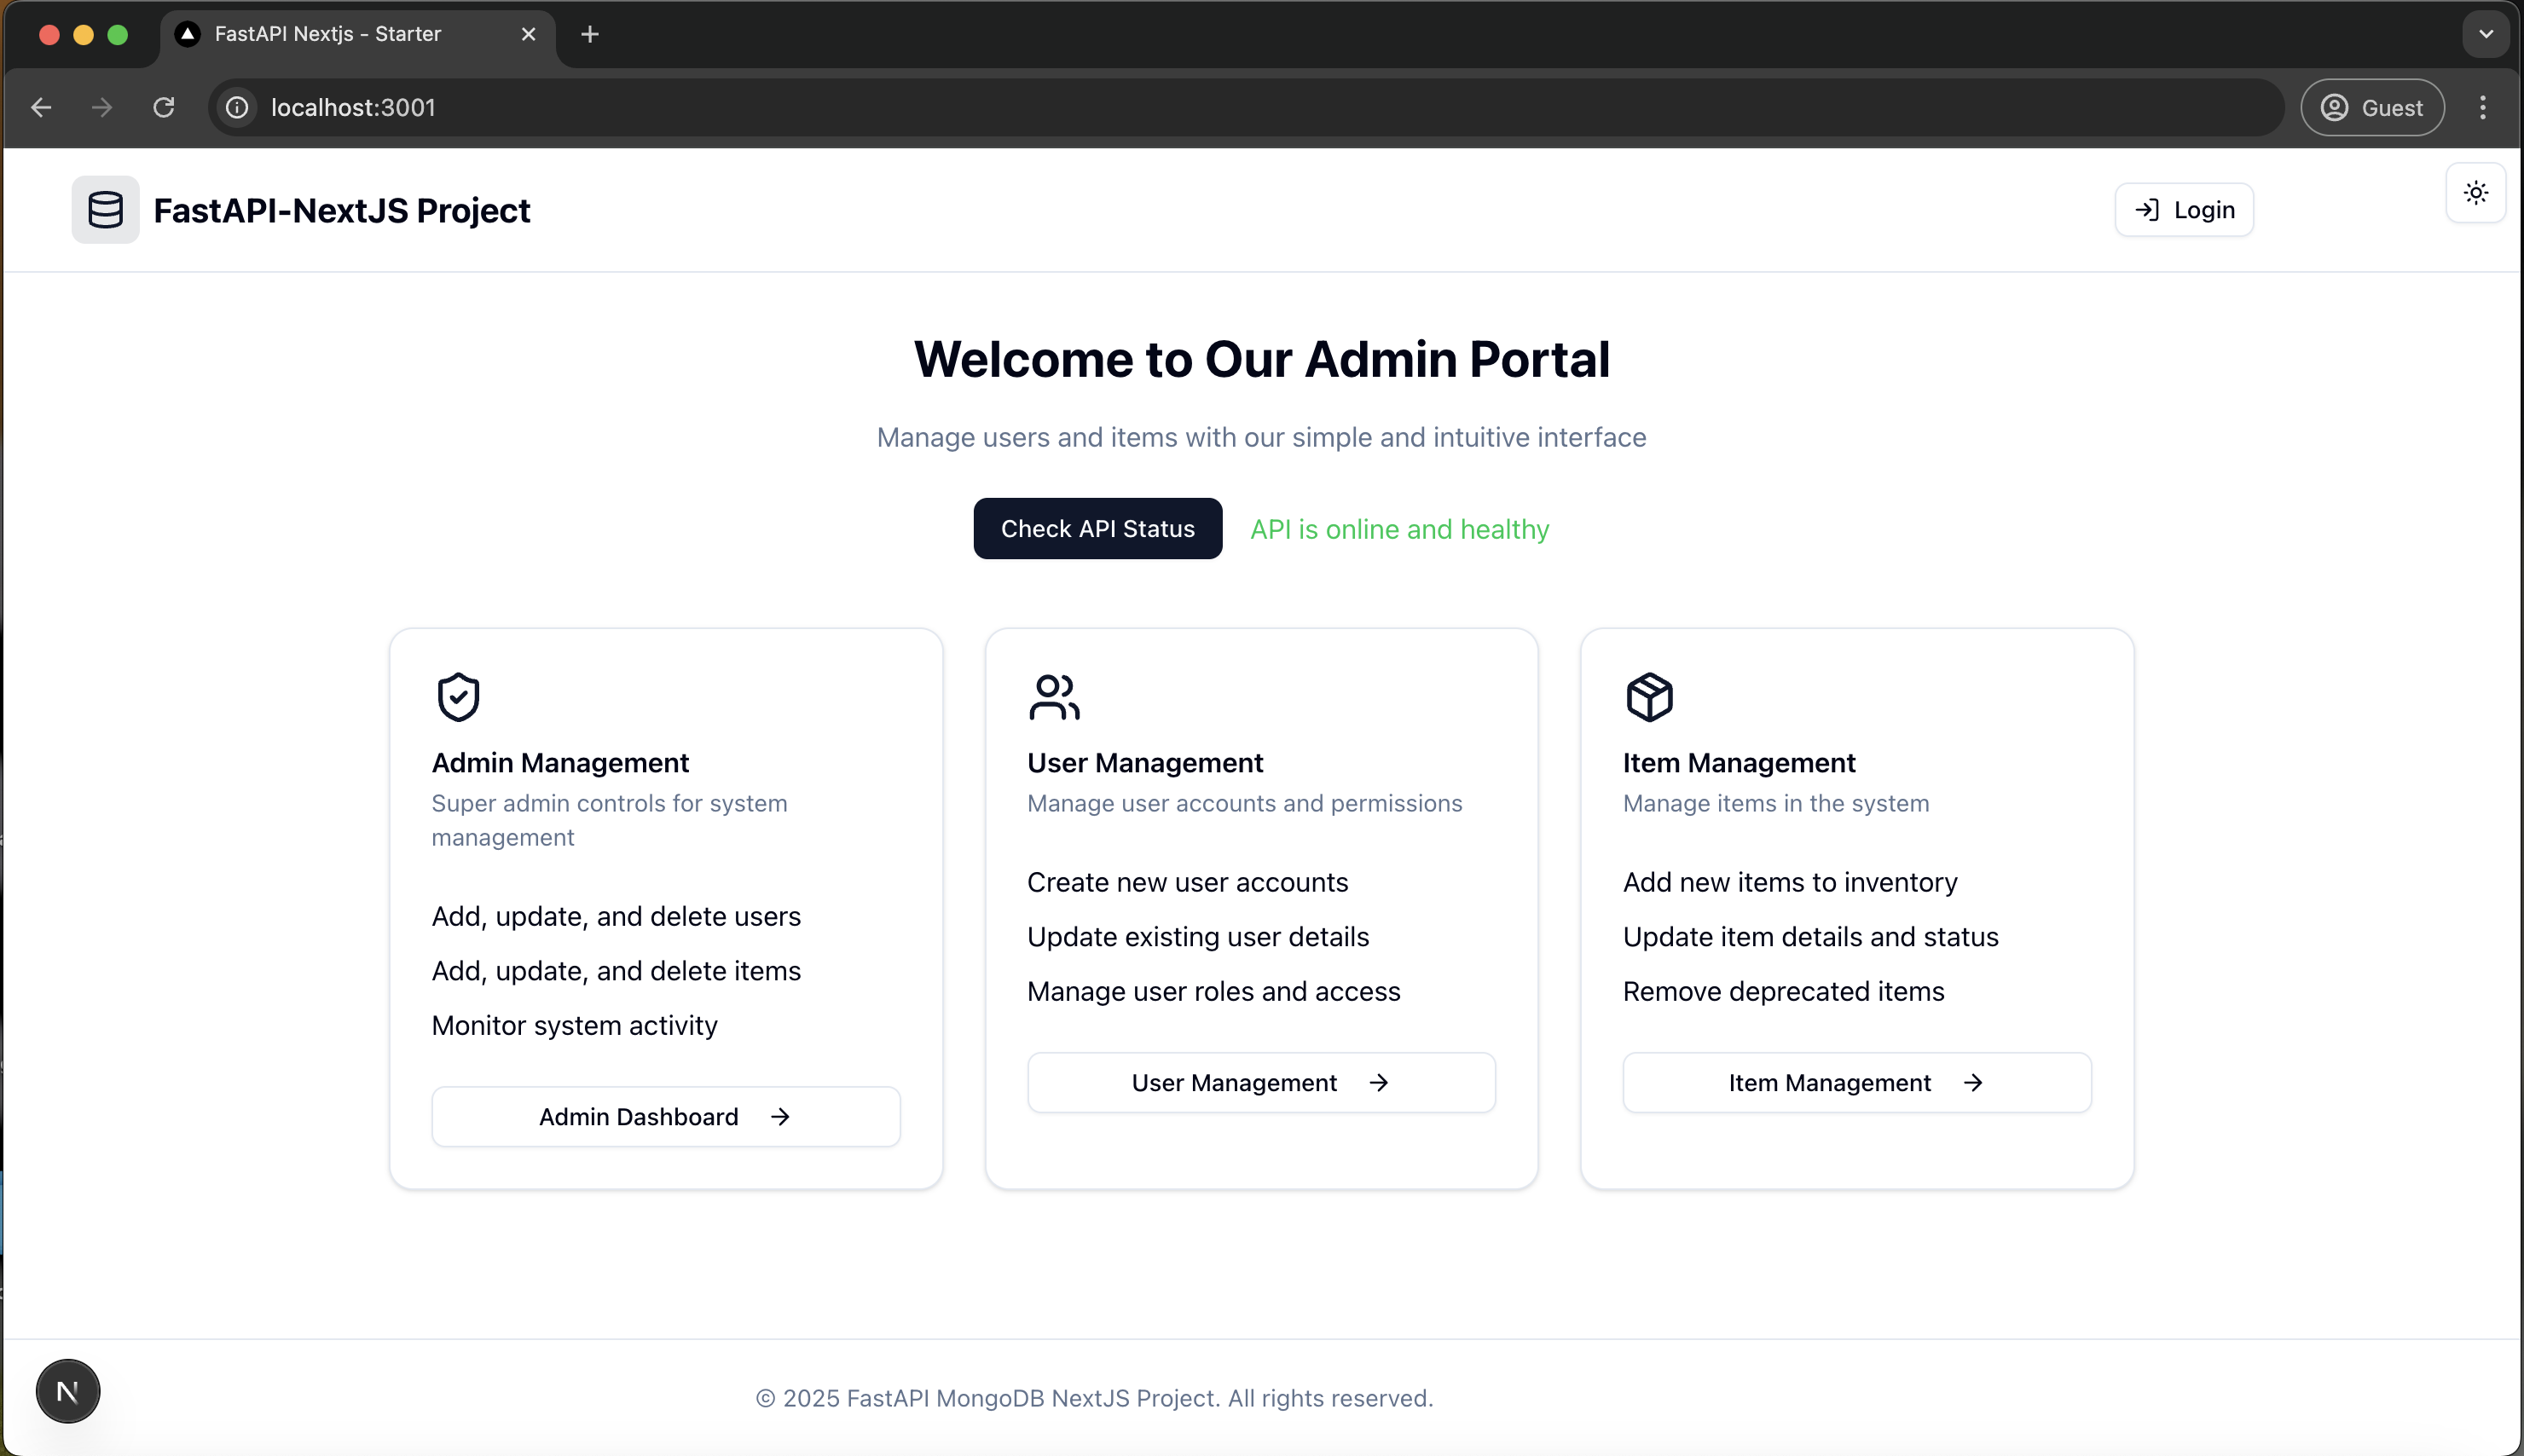 FastAPI Nextjs - Starter
localhost:3001
Guest
FastAPI-NextJS Project
Login
Welcome to Our Admin Portal
Manage users and items with our simple and intuitive interface
Check API Status
API is online and healthy
Admin Management
Super admin controls for system
management
Add, update, and delete users
Add, update, and delete items
Monitor system activity
Admin Dashboard
User Management
Manage user accounts and permissions
Create new user accounts
Update existing user details
Manage user roles and access
User Management
Item Management
Manage items in the system
Add new items to inventory
Update item details and status
Remove deprecated items
Item Management
N
© 2025 FastAPI MongoDB NextJS Project. All rights reserved.